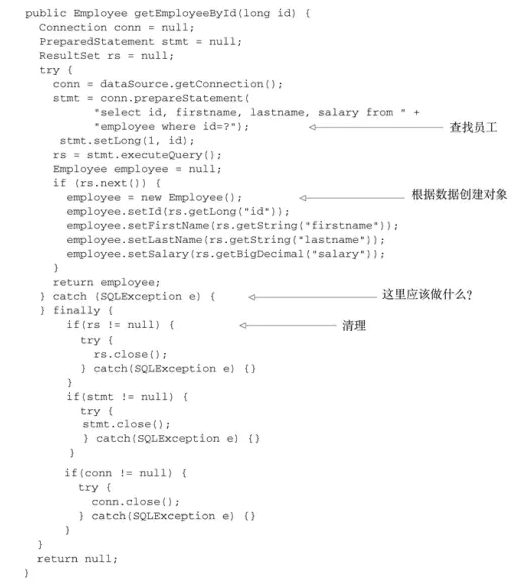 public Employee getEmployeeById(long id) {
Connection conn = null;
PreparedStatement stmt = null;
ResultSet rs = null;
try {
conn = dataSource.getConnection();
stmt = conn.prepareStatement(
"select id, firstname, lastname, salary from " +
"employee where id=?"); 查找员工
stmt.setLong(1, id);
rs = stmt.executeQuery();
Employee employee = null;
if (rs.next()) {
employee = new Employee(); 根据数据创建对象
employee.setId(rs.getLong("id"));
employee.setFirstName(rs.getString("firstname"));
employee.setLastName(rs.getString("lastname"));
employee.setSalary(rs.getBigDecimal("salary"));
}
return employee;
} catch (SQLException e) { 这里应该做什么?
} finally {
if(rs != null) { 清理
try {
rs.close();
} catch(SQLException e) {}
}
if(stmt != null) {
try {
stmt.close();
} catch(SQLException e) {}
}
if(conn != null) {
try {
conn.close();
} catch(SQLException e) {}
}
}
return null;
}